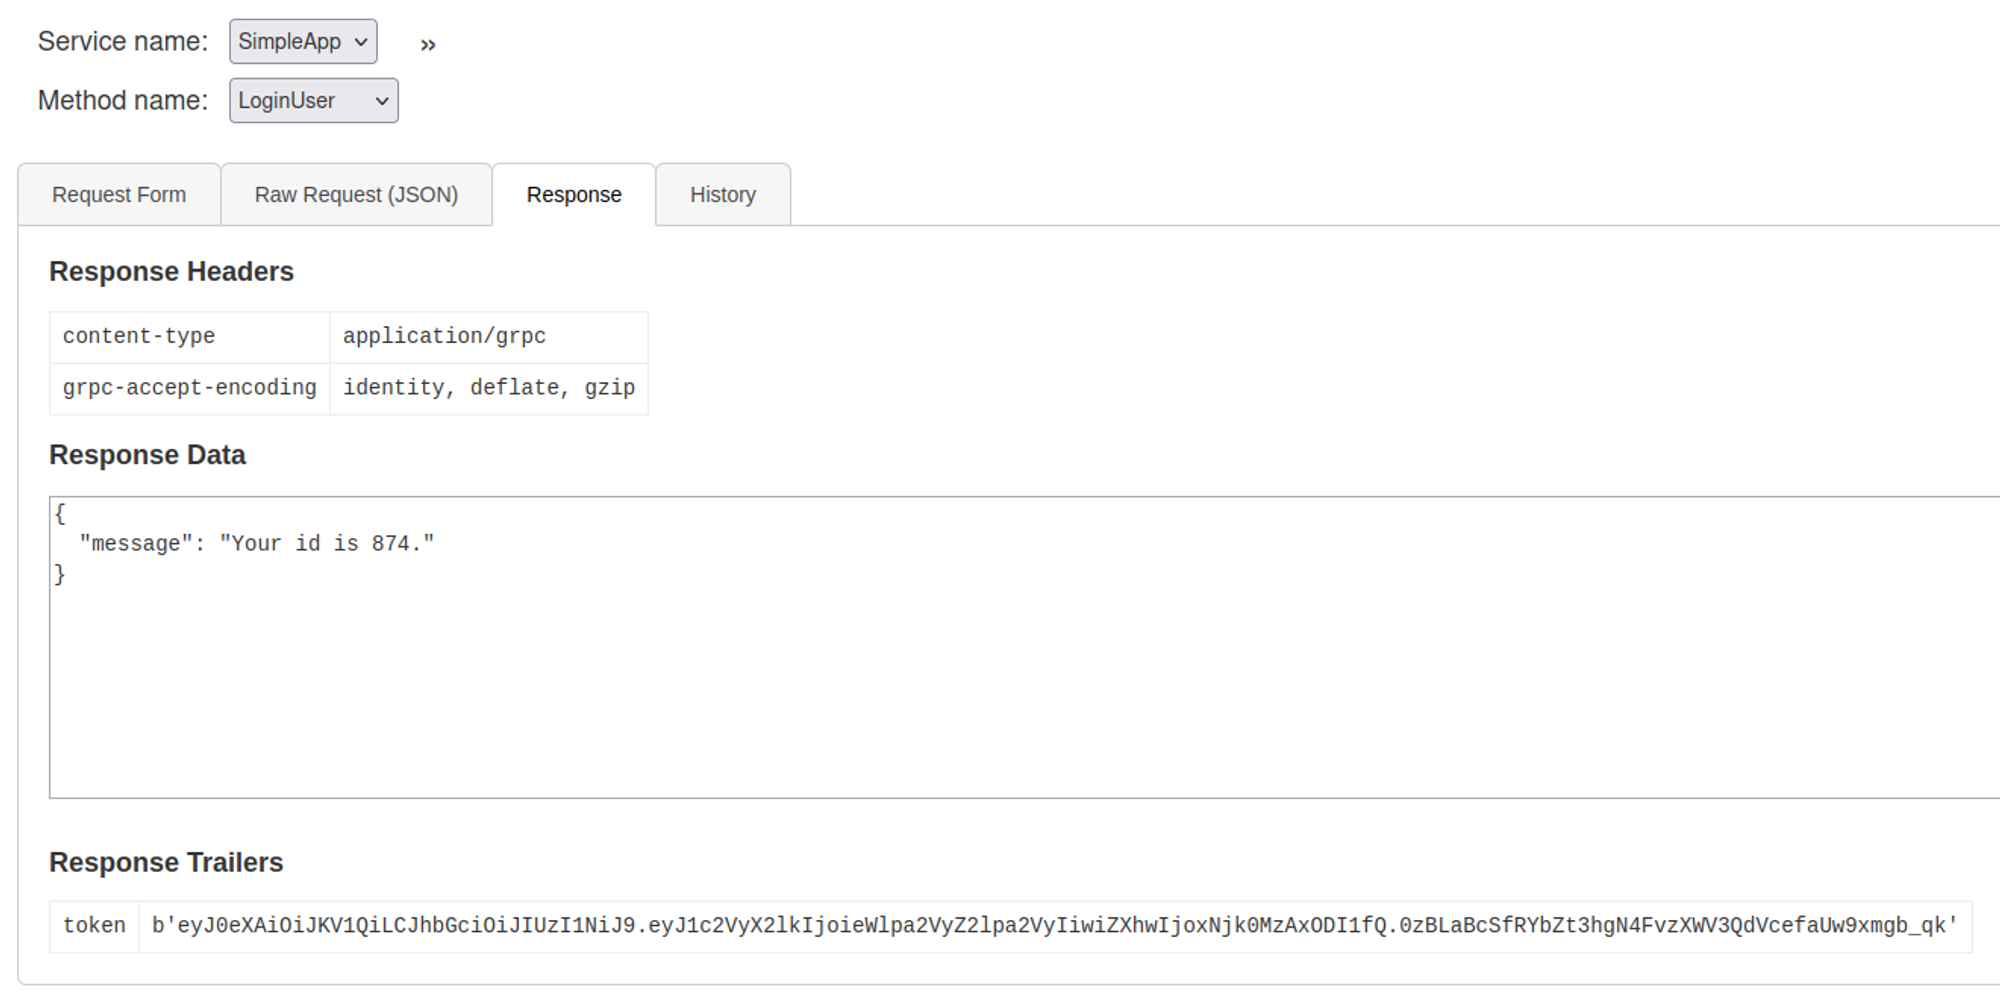 Service name: SimpleApp »
Method name: LoginUser
Request Form Raw Request (JSON) Response History
Response Headers
content-type application/grpc
grpc-accept-encoding identity, deflate, gzip
Response Data
{
"message": "Your id is 874."
}
Response Trailers
token b'eyJ0eXAiOiJKV1QiLCJhbGciOiJIUzI1NiJ9.eyJ1c2VyX2lkIjoieWlpa2VyZ2lpa2VyIiwiZXhwIjoxNjk0MzAxODI1fQ.0zBLaBcSfRYbZt3hgN4FvzXWV3QdVcefaUw9xmgb_qk'